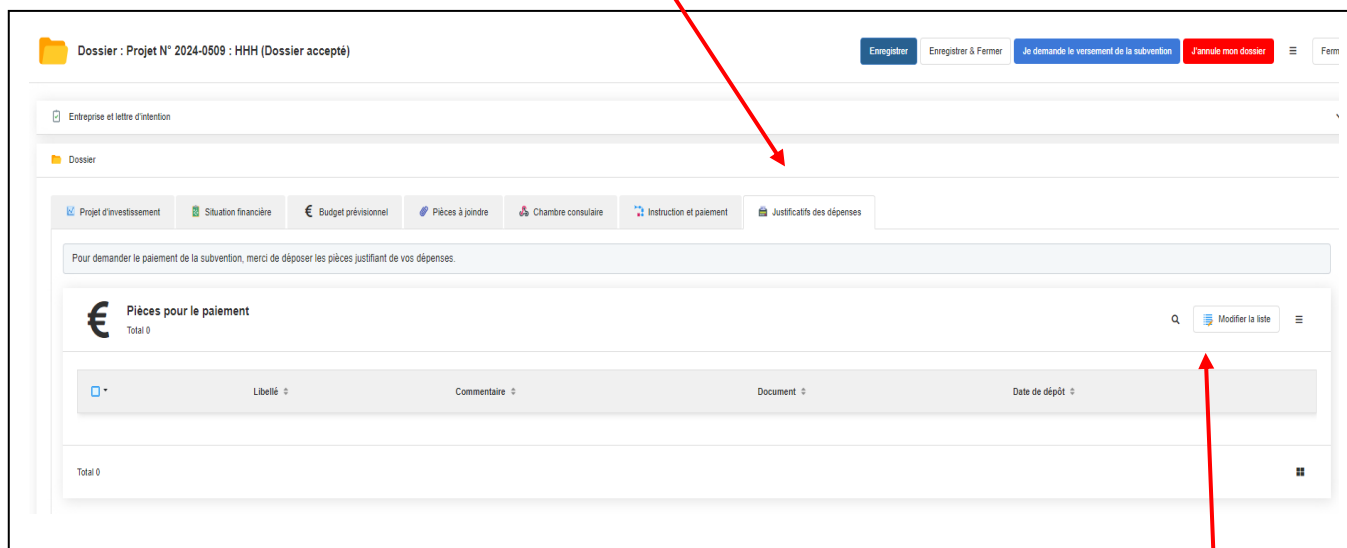 Dossier : Projet N° 2024-0509 : HHH (Dossier accepté)
Enregistrer
Enregistrer & Fermer
Je demande le versement de la subvention
J'annule mon dossier
Ferm
Entreprise et lettre d'intention
Dossier
Projet d'investissement
Situation financière
Budget prévisionnel
Pièces à joindre
Chambre consulaire
Instruction et paiement
Justificatifs des dépenses
Pour demander le paiement de la subvention, merci de déposer les pièces justifiant de vos dépenses.
Pièces pour le paiement
Total 0
Modifier la liste
Libellé
Commentaire
Document
Date de dépôt
Total 0